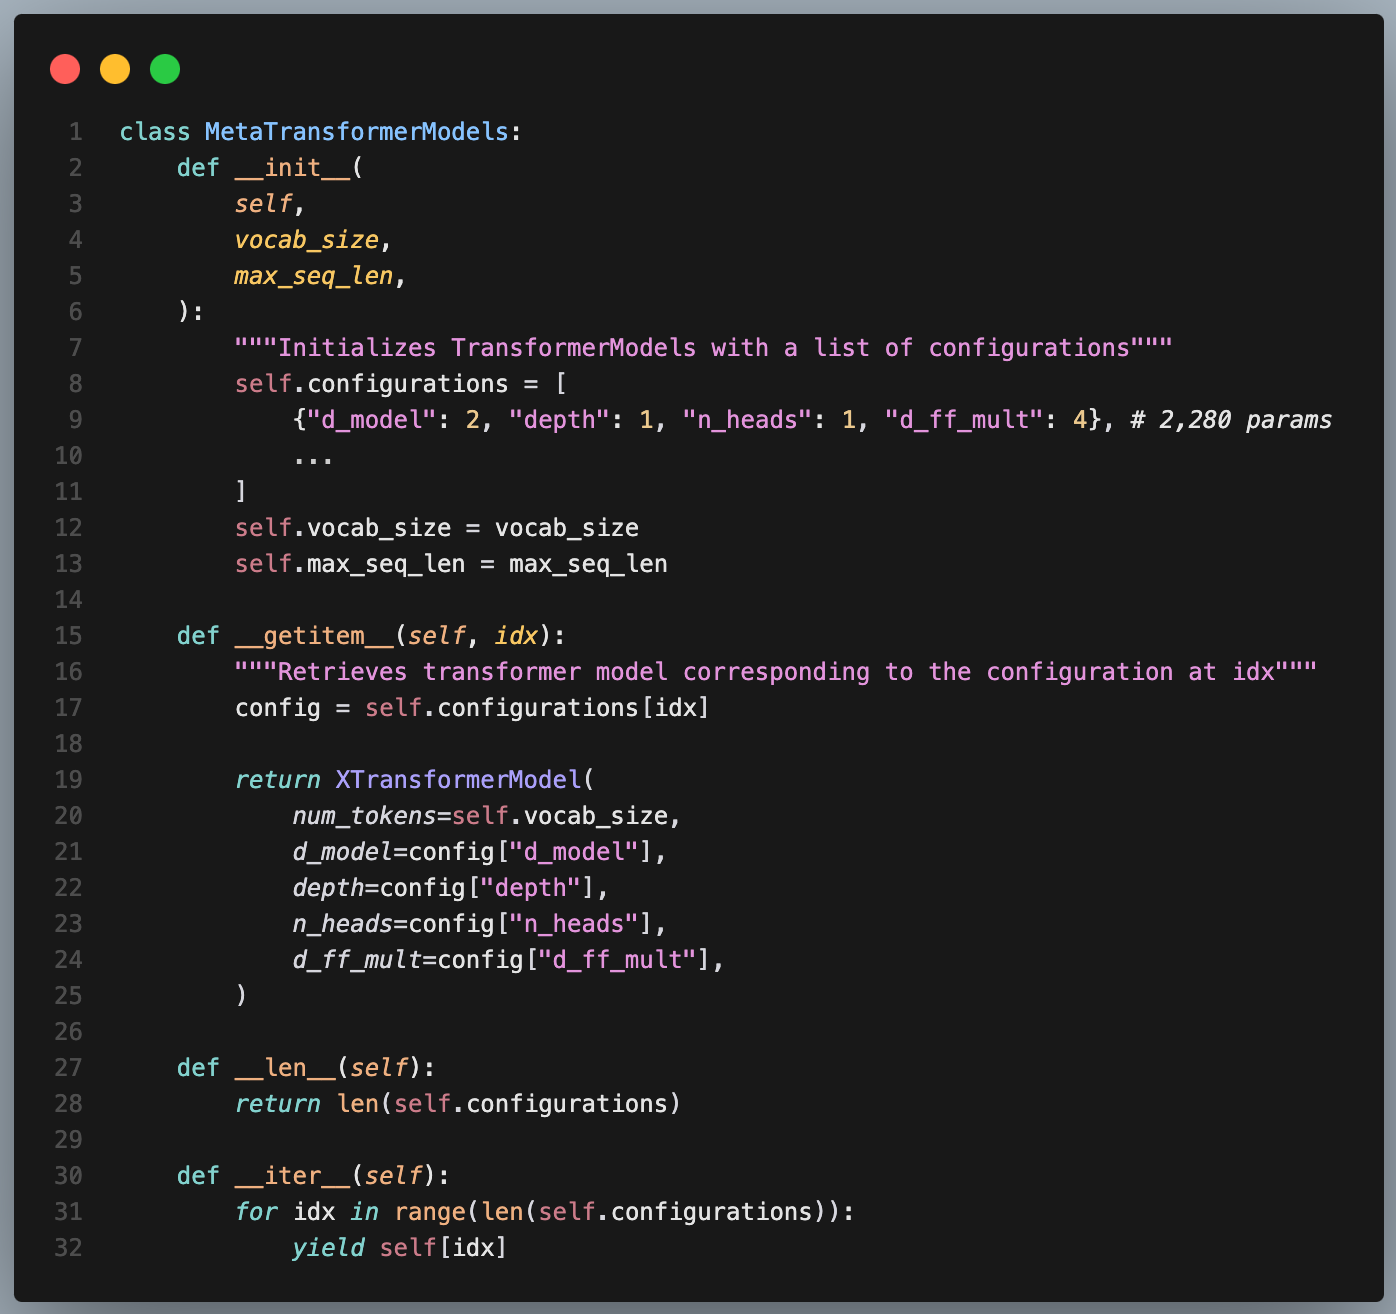 1 class MetaTransformerModels:
2     def __init__(
3         self,
4         vocab_size,
5         max_seq_len,
6     ):
7         """Initializes TransformerModels with a list of configurations"""
8         self.configurations = [
9             {"d_model": 2, "depth": 1, "n_heads": 1, "d_ff_mult": 4}, # 2,280 params
10             ...
11         ]
12         self.vocab_size = vocab_size
13         self.max_seq_len = max_seq_len
14
15     def __getitem__(self, idx):
16         """Retrieves transformer model corresponding to the configuration at idx"""
17         config = self.configurations[idx]
18
19         return XTransformerModel(
20             num_tokens=self.vocab_size,
21             d_model=config["d_model"],
22             depth=config["depth"],
23             n_heads=config["n_heads"],
24             d_ff_mult=config["d_ff_mult"],
25         )
26
27     def __len__(self):
28         return len(self.configurations)
29
30     def __iter__(self):
31         for idx in range(len(self.configurations)):
32             yield self[idx]